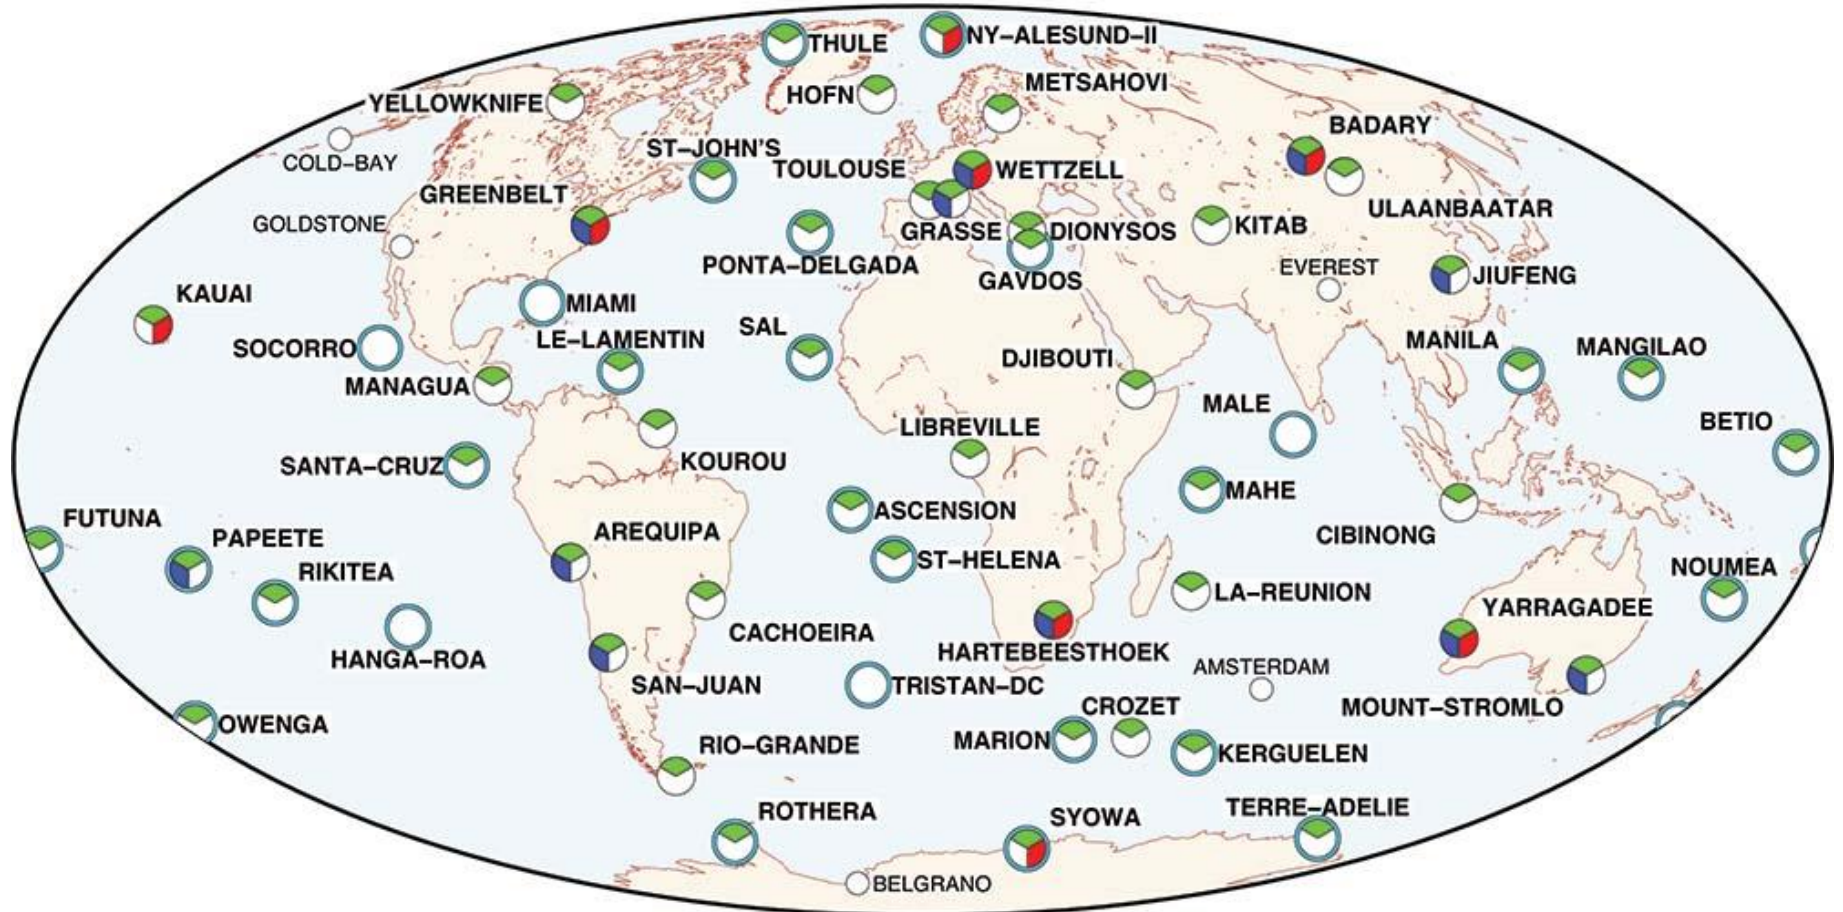 THULE
NY–ALESUND–II
HOFN
METSAHOVI
YELLOWKNIFE
BADARY
COLD–BAY
ST–JOHN'S
TOULOUSE
WETTZELL
GREENBELT
ULAANBAATAR
GOLDSTONE
GRASSE
DIONYSOS
KITAB
PONTA–DELGADA
GAVDOS
EVEREST
JIUFENG
KAUAI
MIAMI
SAL
LE–LAMENTIN
SOCORRO
MANILA
MANGILAO
DJIBOUTI
MANAGUA
MALE
BETIO
LIBREVILLE
SANTA–CRUZ
KOUROU
MAHE
FUTUNA
ASCENSION
PAPEETE
AREQUIPA
CIBINONG
ST–HELENA
RIKITEA
NOUMEA
LA–REUNION
YARRAGADEE
CACHOEIRA
HANGA–ROA
HARTEBEESTHOEK
AMSTERDAM
SAN–JUAN
TRISTAN–DC
CROZET
MOUNT–STROMLO
OWENGA
MARION
RIO–GRANDE
KERGUELEN
ROTHERA
SYOWA
TERRE–ADELIE
BELGRANO